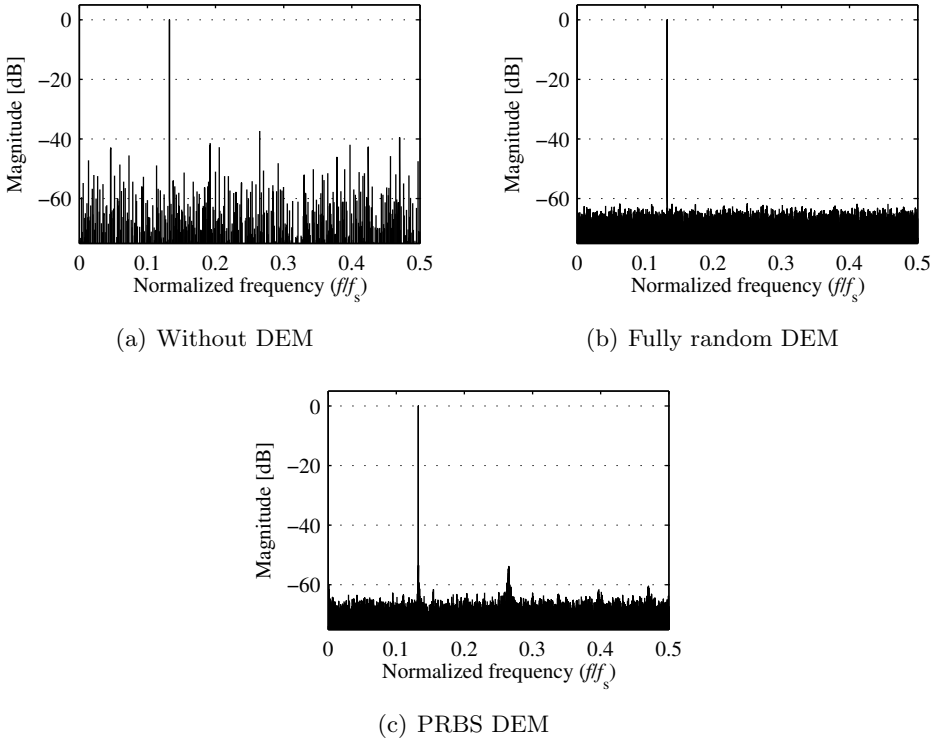 0
−20
−40
−60
Magnitude [dB]
0 0.1 0.2 0.3 0.4 0.5
Normalized frequency (f/fs)
(a) Without DEM
0
−20
−40
−60
Magnitude [dB]
0 0.1 0.2 0.3 0.4 0.5
Normalized frequency (f/fs)
(b) Fully random DEM
0
−20
−40
−60
Magnitude [dB]
0 0.1 0.2 0.3 0.4 0.5
Normalized frequency (f/fs)
(c) PRBS DEM